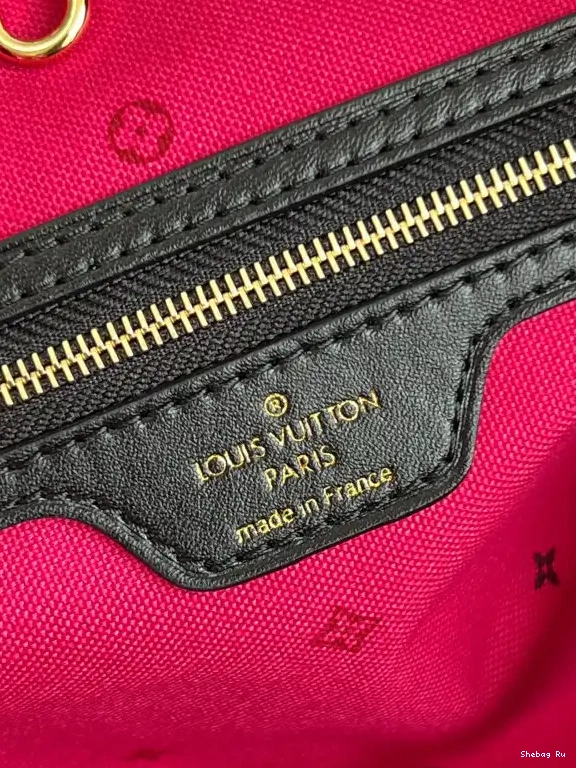 ®
LOUIS VUITTON
PARIS
made in France
Shebag Ru